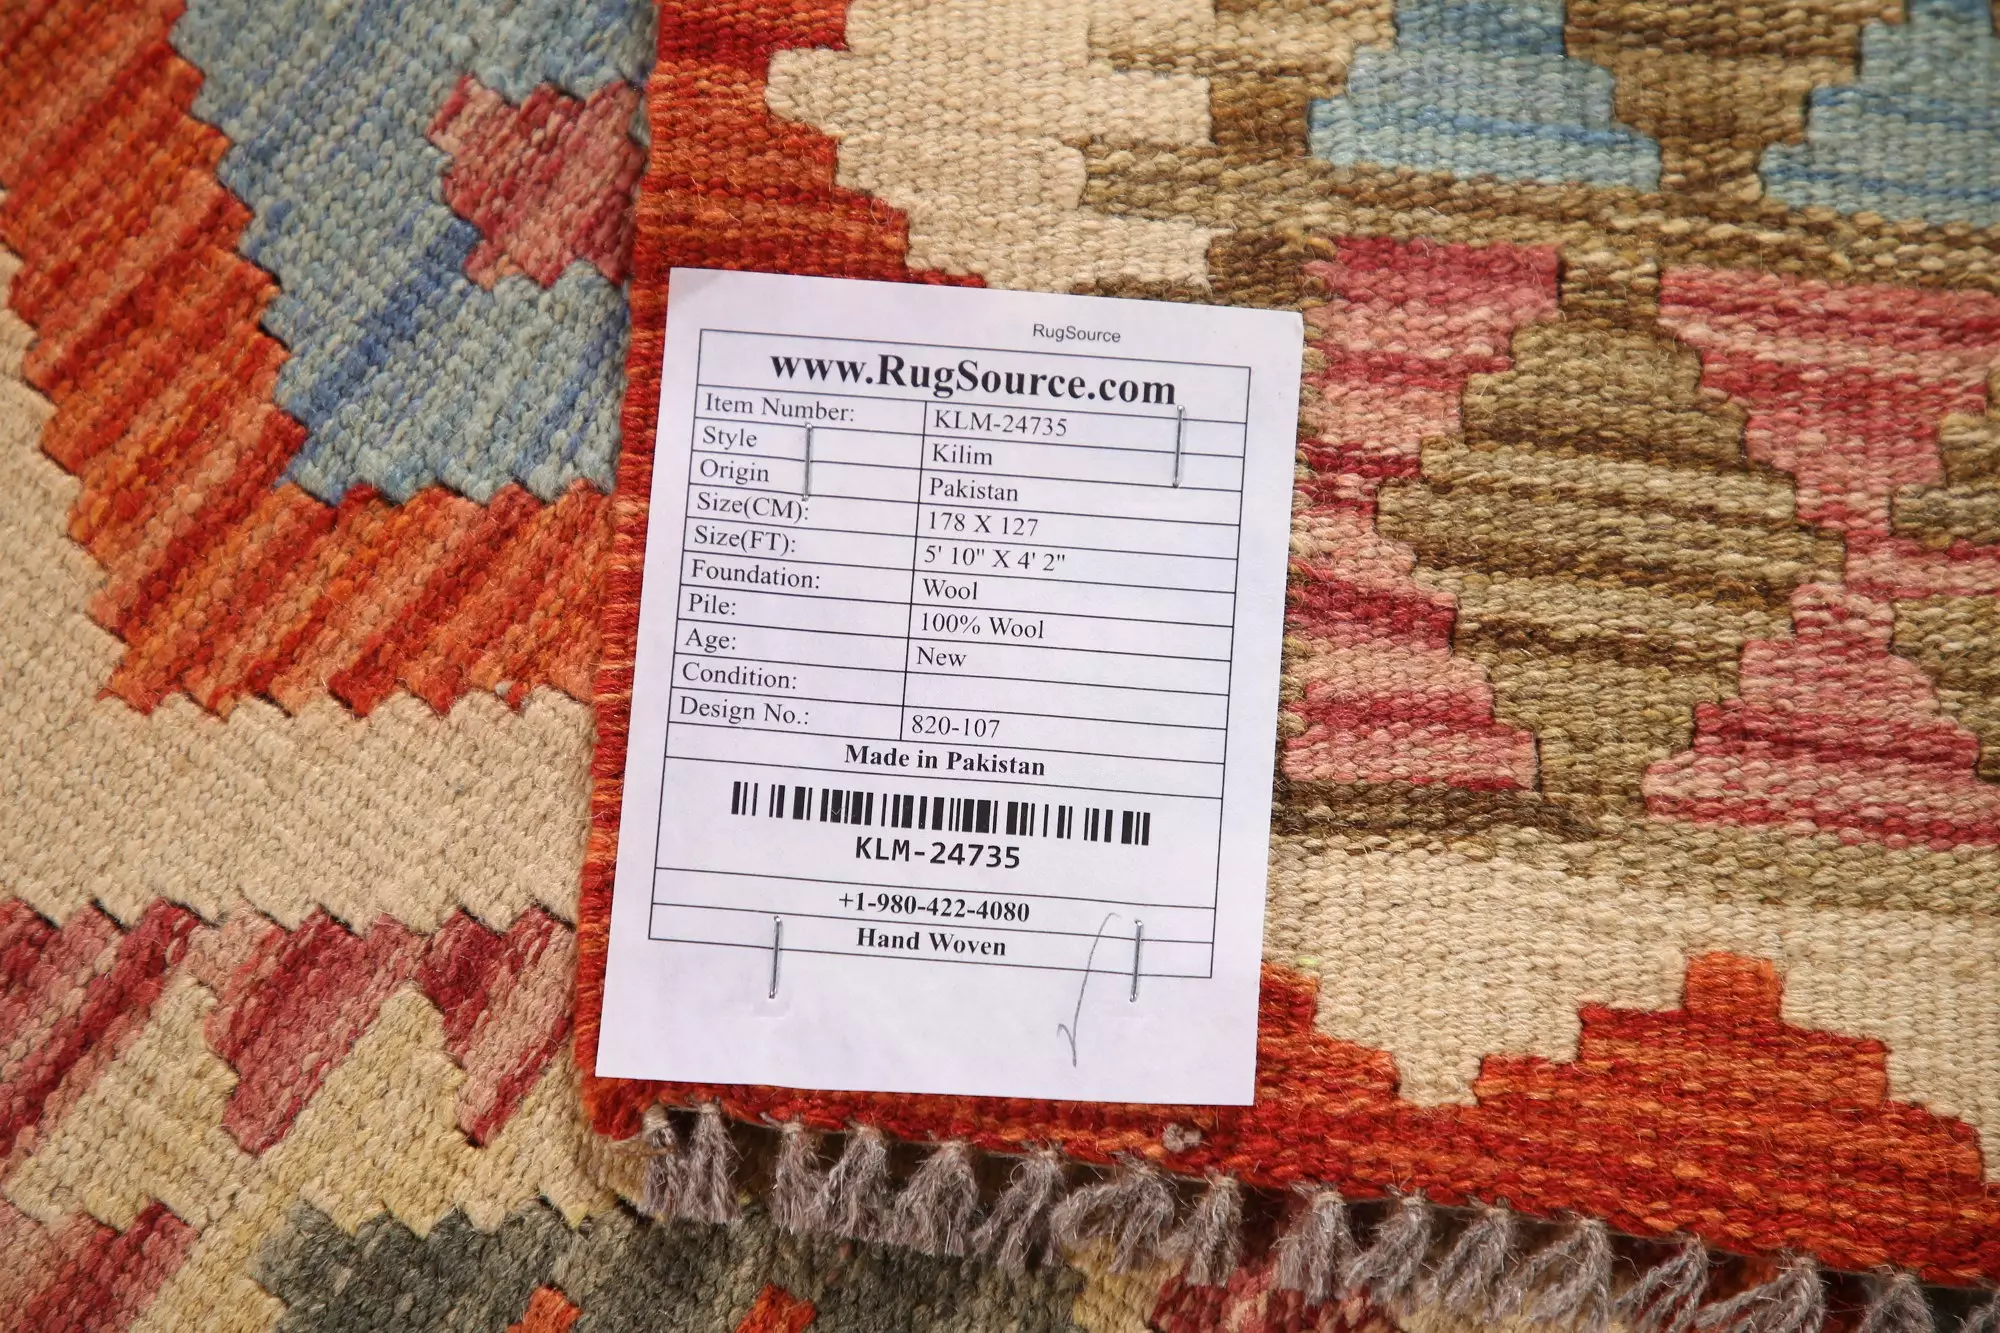 RugSource
www.RugSource.com
Item Number: KLM-24735
Style Kilim
Origin Pakistan
Size(CM): 178 X 127
Size(FT): 5' 10" X 4' 2"
Foundation: Wool
Pile: 100% Wool
Age: New
Condition:
Design No.: 820-107
Made in Pakistan
KLM-24735
+1-980-422-4080
Hand Woven